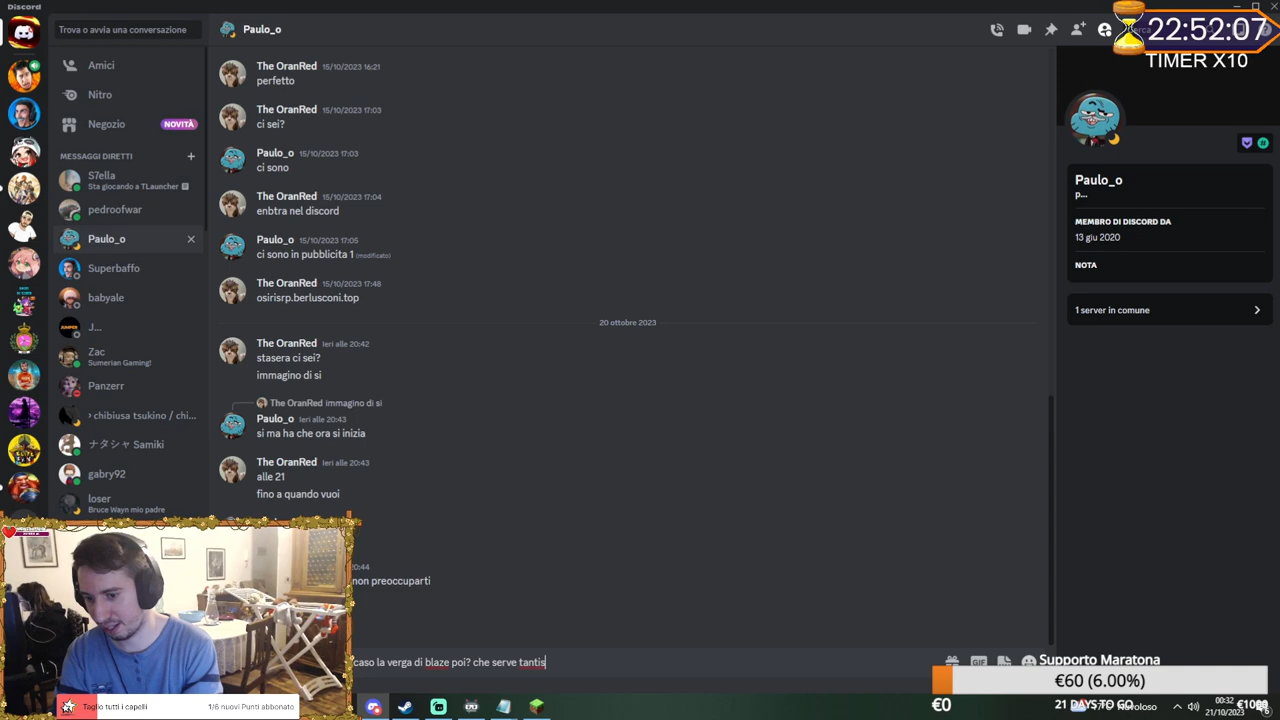 Discord
Trova o avvia una conversazione
Paulo_o
22:52:07
TIMER X10
Amici
Nitro
Negozio NOVITÀ
MESSAGGI DIRETTI
S7ella
Sta giocando a TLauncher
pedroofwar
Paulo_o
Superbaffo
babyale
J...
Zac
Sumerian Gaming!
Panzerr
› chibiusa tsukino / chi...
ナタシャ Samiki
gabry92
loser
Bruce Wayn mio padre
The OranRed 15/10/2023 16:21
perfetto
The OranRed 15/10/2023 17:03
ci sei?
Paulo_o 15/10/2023 17:03
ci sono
The OranRed 15/10/2023 17:04
enbtra nel discord
Paulo_o 15/10/2023 17:05
ci sono in pubblicita 1 (modificato)
The OranRed 15/10/2023 17:48
osirisrp.berlusconi.top
20 ottobre 2023
The OranRed Ieri alle 20:42
stasera ci sei?
immagino di si
The OranRed immagino di si
Paulo_o Ieri alle 20:43
si ma ha che ora si inizia
The OranRed Ieri alle 20:43
alle 21
fino a quando vuoi
20:44
non preoccuparti
caso la verga di blaze poi? che serve tantis
GIF
Paulo_o
p...
MEMBRO DI DISCORD DA
13 giu 2020
NOTA
1 server in comune
Supporto Maratona
€60 (6.00%)
€0
21 DAYS TO GO
€1000
00:32
21/10/2023
Taglio tutti i capelli
1/6 nuovi Punti abbonato